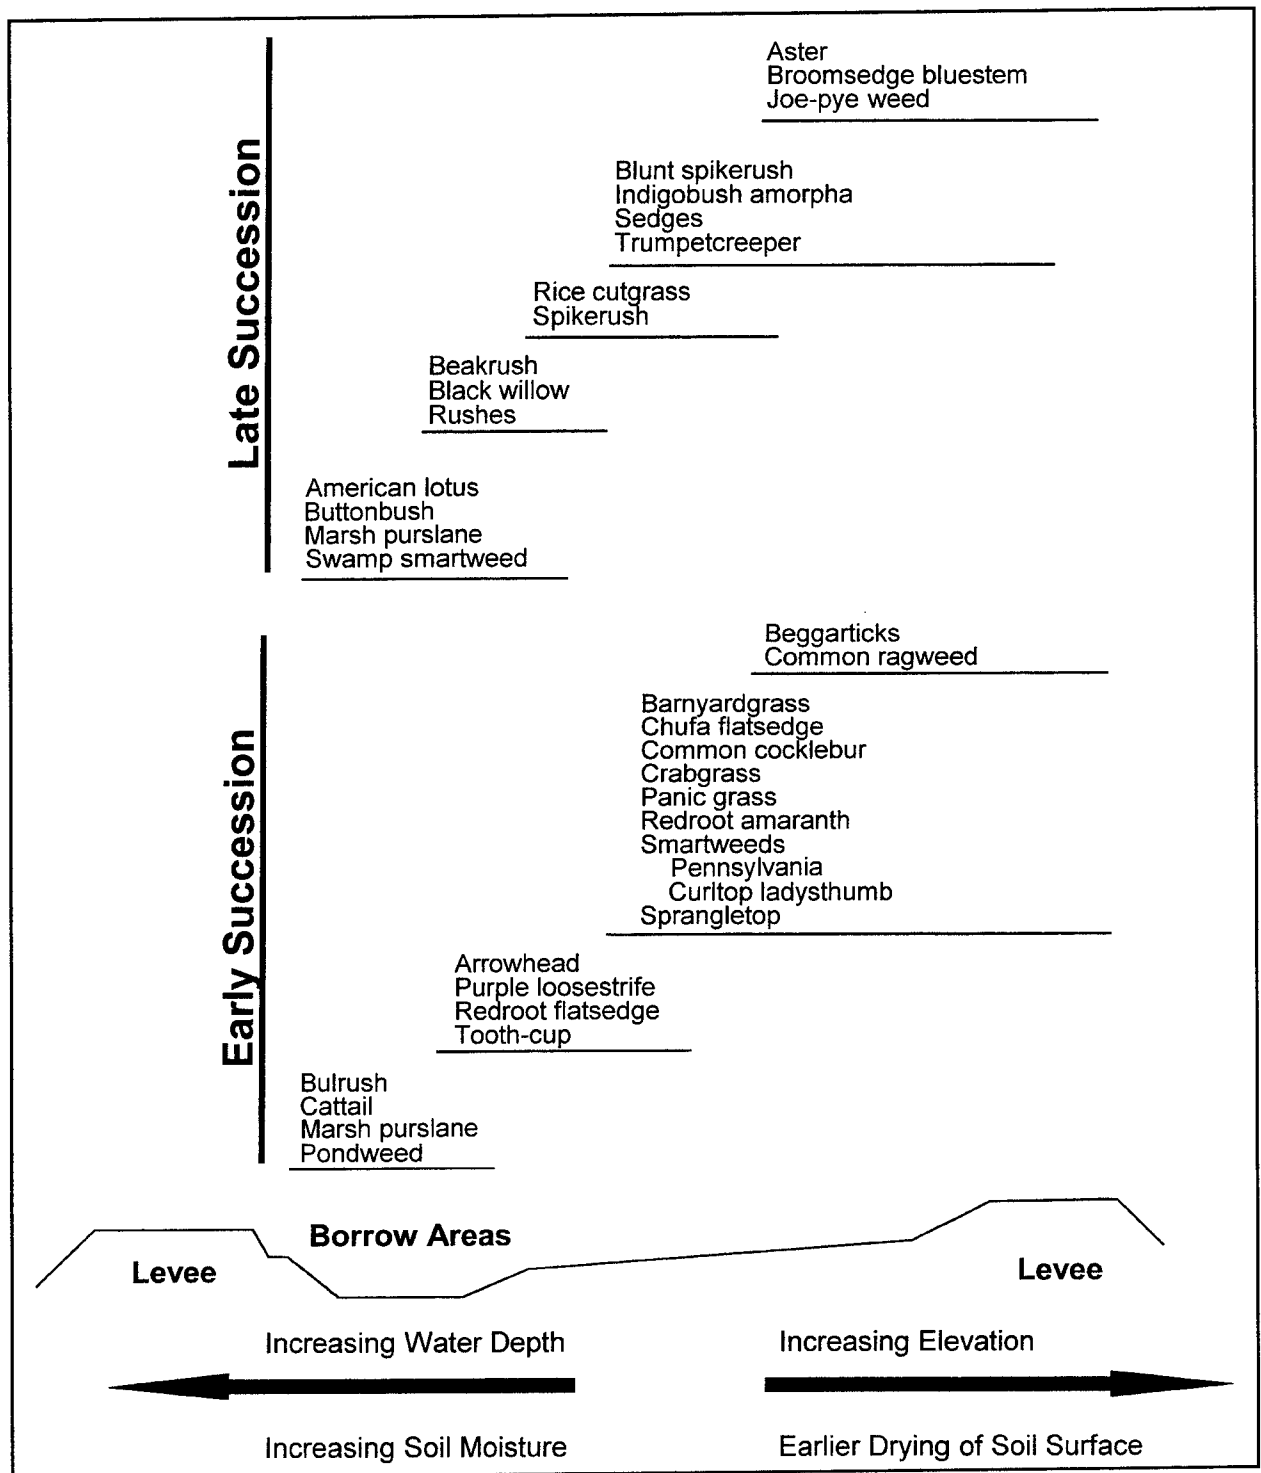 Late Succession
Aster
Broomsedge bluestem
Joe-pye weed
Blunt spikerush
Indigobush amorpha
Sedges
Trumpetcreeper
Rice cutgrass
Spikerush
Beakrush
Black willow
Rushes
American lotus
Buttonbush
Marsh purslane
Swamp smartweed
Early Succession
Beggarticks
Common ragweed
Barnyardgrass
Chufa flatsedge
Common cocklebur
Crabgrass
Panic grass
Redroot amaranth
Smartweeds
Pennsylvania
Curltop ladysthumb
Sprangletop
Arrowhead
Purple loosestrife
Redroot flatsedge
Tooth-cup
Bulrush
Cattail
Marsh purslane
Pondweed
Borrow Areas
Levee
Levee
Increasing Water Depth
Increasing Elevation
Increasing Soil Moisture
Earlier Drying of Soil Surface